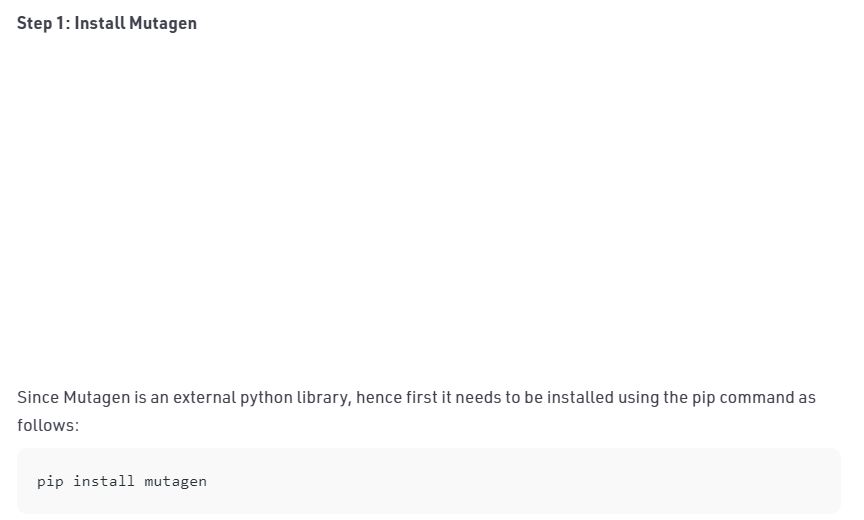 Step 1: Install Mutagen
Since Mutagen is an external python library, hence first it needs to be installed using the pip command as
follows:
pip install mutagen